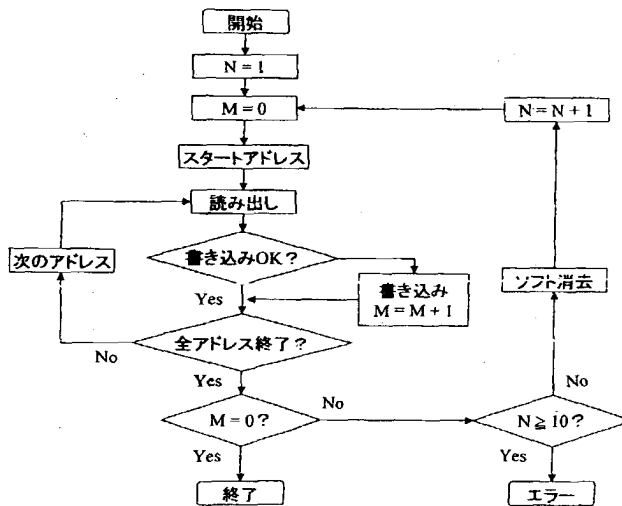 開始
N = 1
M = 0
N = N + 1
スタートアドレス
読み出し
次のアドレス
書き込みOK?
書き込み
M = M + 1
ソフト消去
Yes
全アドレス終了?
No
Yes
No
M = 0?
No
N ≧ 10?
Yes
Yes
終了
エラー